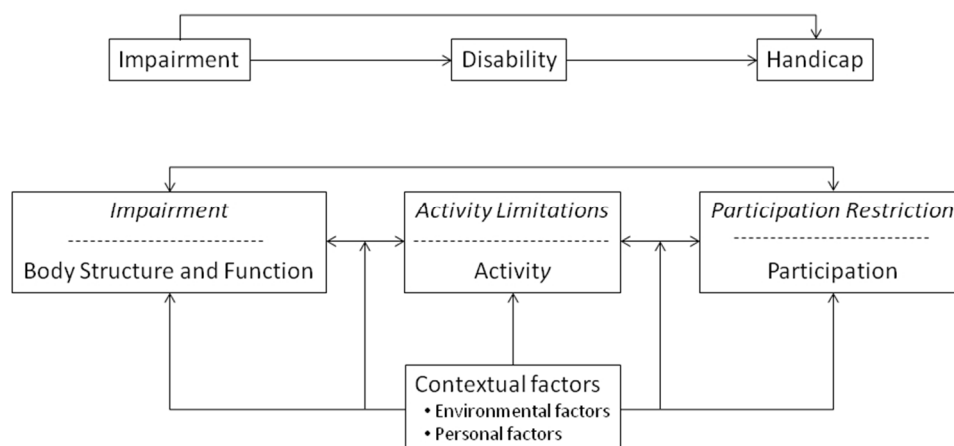 Impairment
Disability
Handicap
Impairment
Body Structure and Function
Activity Limitations
Activity
Participation Restriction
Participation
Contextual factors
• Environmental factors
• Personal factors